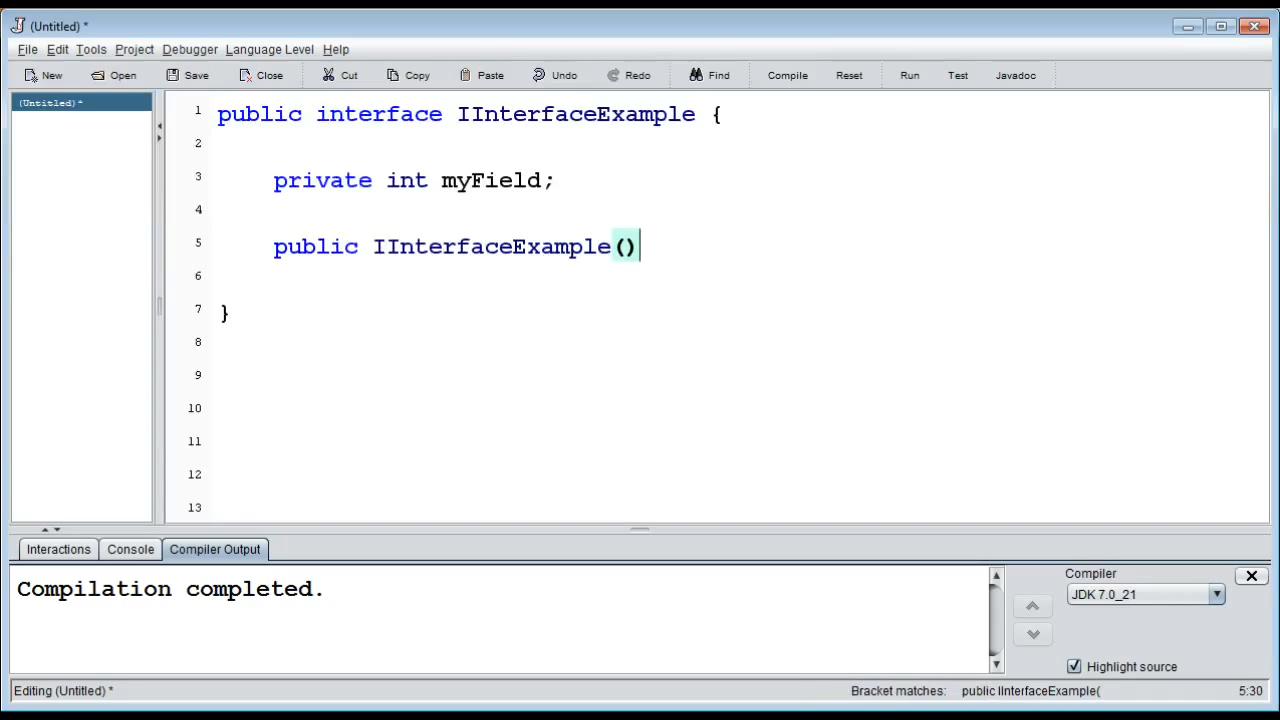 (Untitled) *
File Edit Tools Project Debugger Language Level Help
New Open Save Close Cut Copy Paste Undo Redo Find Compile Reset Run Test Javadoc
(Untitled)*
1 public interface IInterfaceExample {
2
3 private int myField;
4
5 public IInterfaceExample()
6
7 }
8
9
10
11
12
13
Interactions Console Compiler Output
Compilation completed.
Compiler
JDK 7.0_21
Highlight source
Editing (Untitled) * Bracket matches: public IInterfaceExample( 5:30